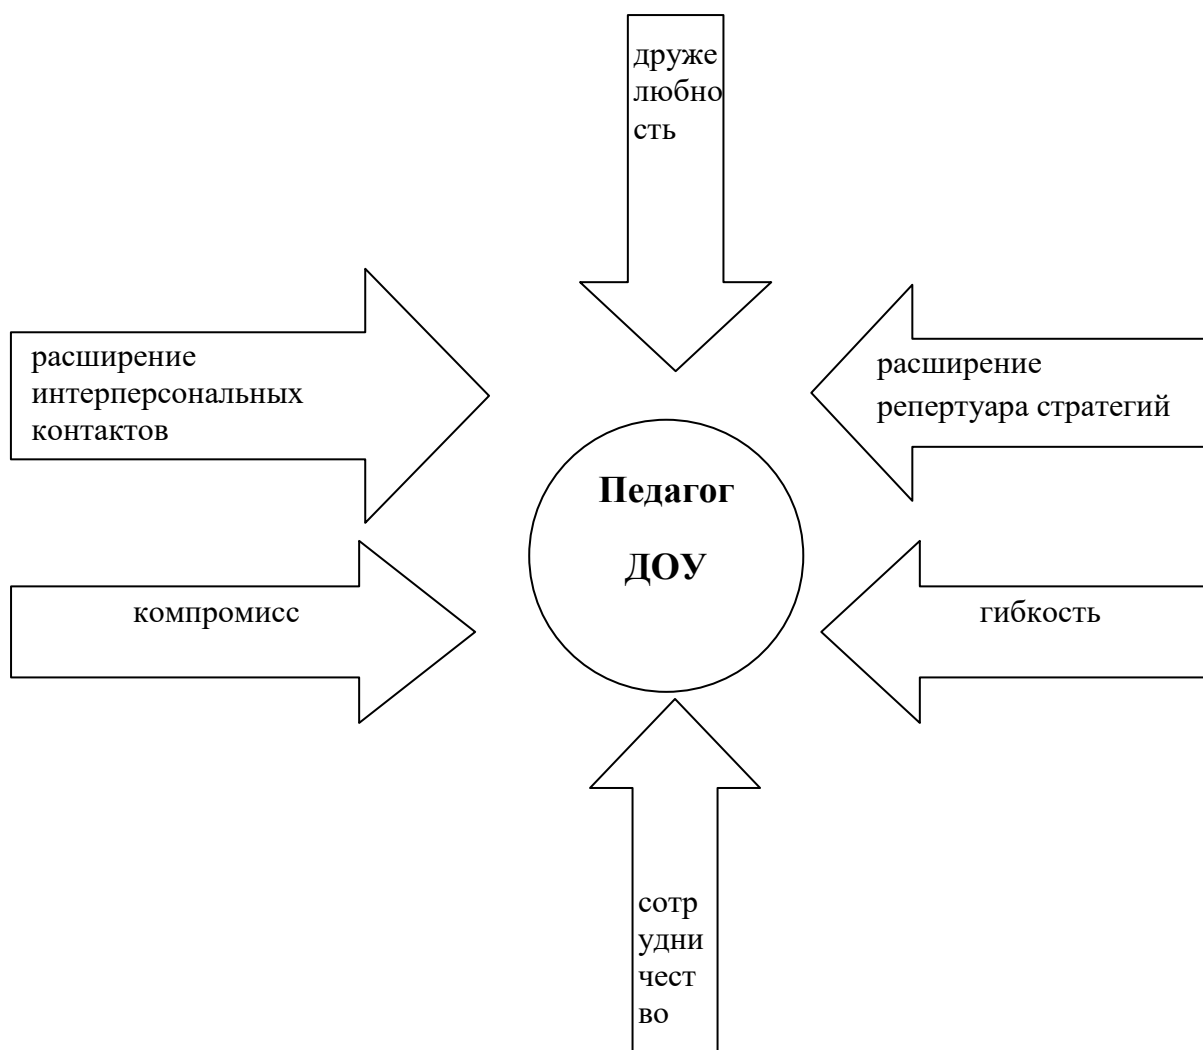 друже
любно
сть
расширение
интерперсональных
контактов
расширение
репертуара стратегий
Педагог
ДОУ
компромисс
гибкость
сотр
удни
чест
во